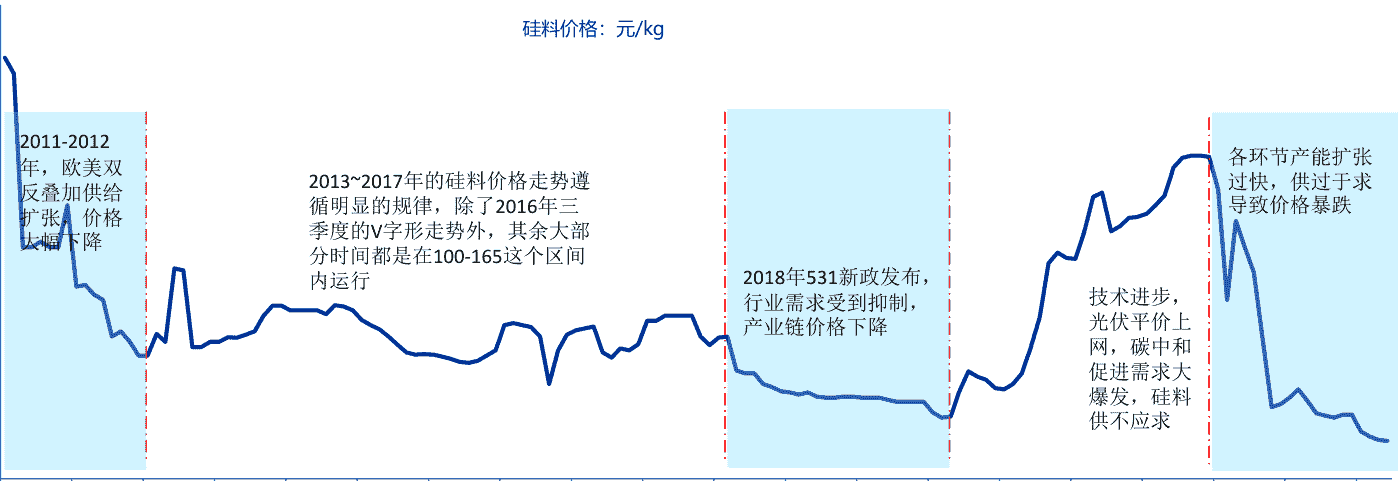 硅料价格：元/kg
2011-2012
年，欧美双
反叠加供给
扩张，价格
大幅下降
2013~2017年的硅料价格走势遵
循明显的规律，除了2016年三
季度的V字形走势外，其余大部
分时间都是在100-165这个区间
内运行
2018年531新政发布，
行业需求受到抑制，
产业链价格下降
技术进步，
光伏平价上
网，碳中和
促进需求大
爆发，硅料
供不应求
各环节产能扩张
过快，供过于求
导致价格暴跌